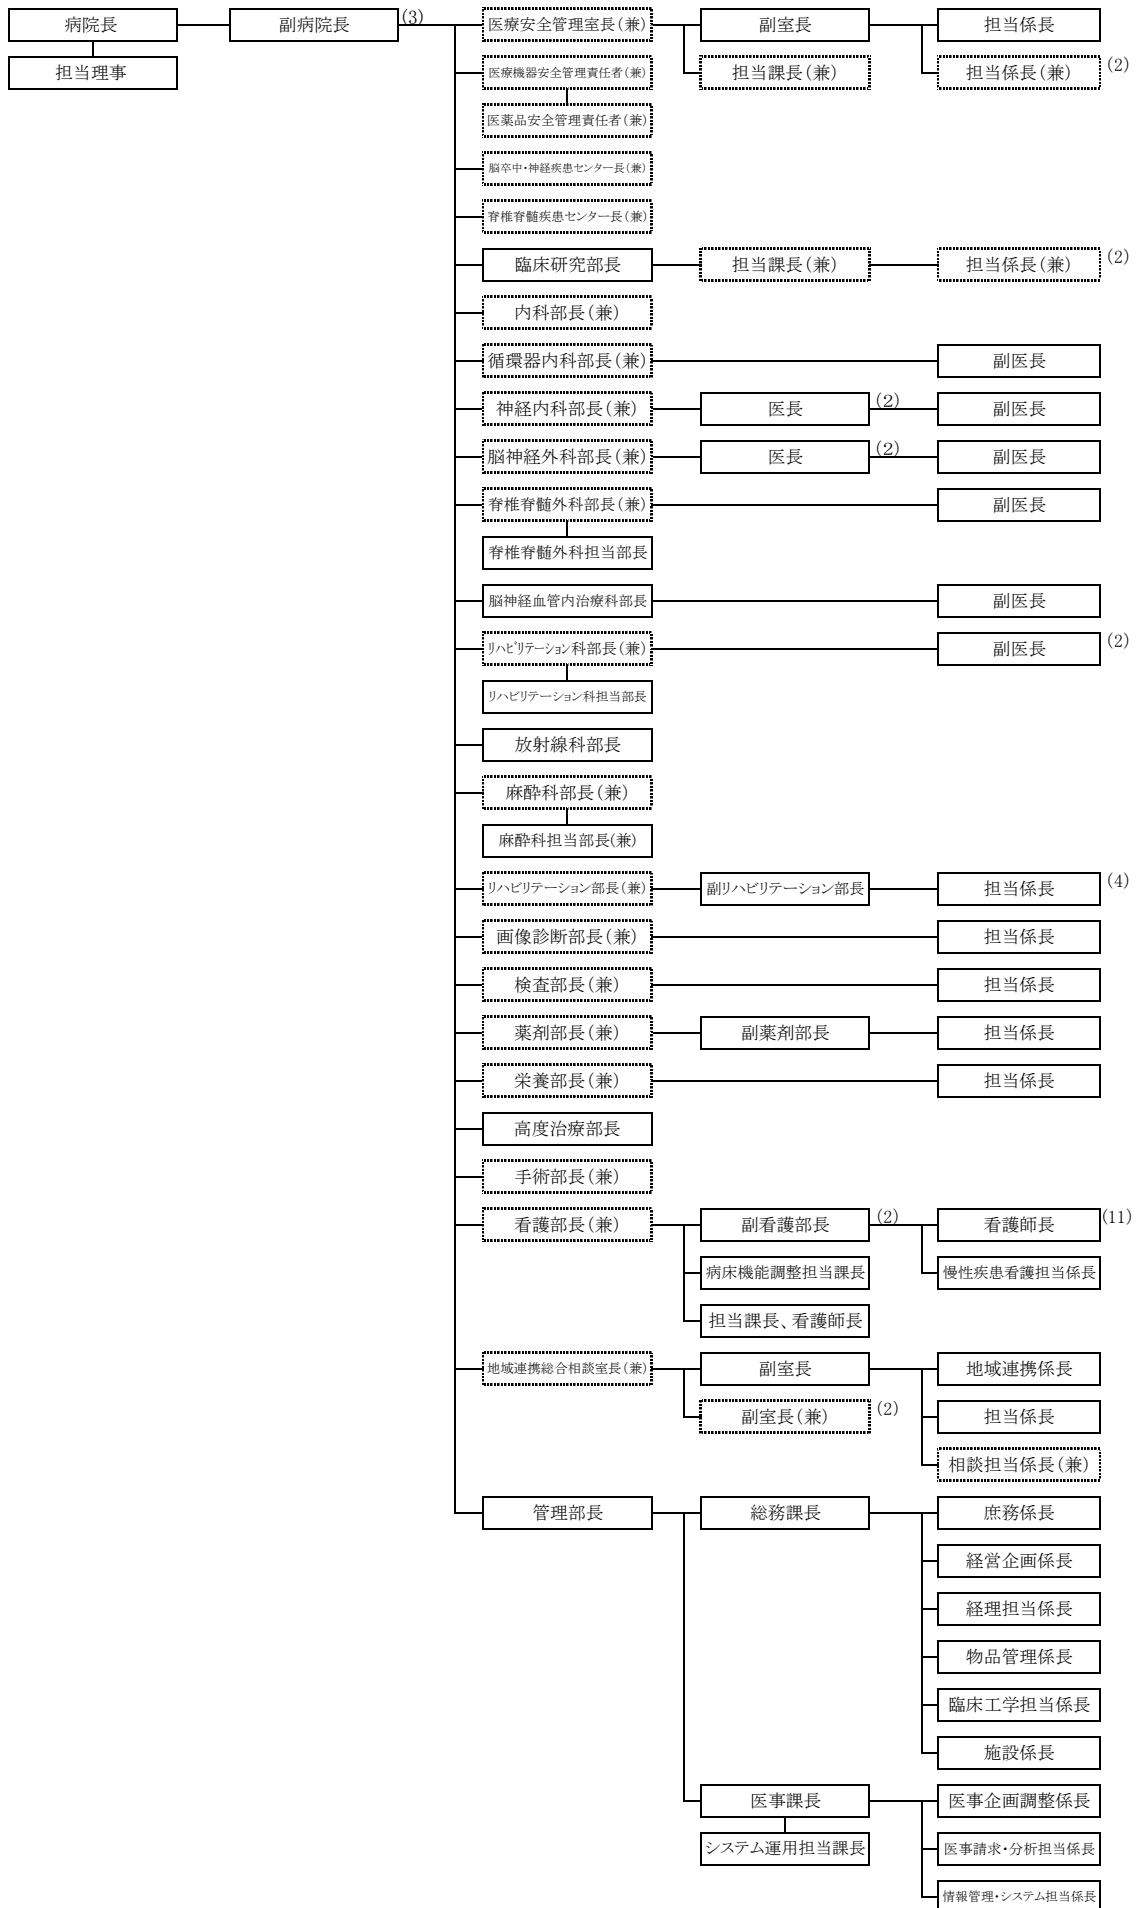 病院長 副病院長 (3) 医療安全管理室長(兼) 副室長 担当係長
担当理事 医療機器安全管理責任者(兼) 担当課長(兼) 担当係長(兼) (2)
医薬品安全管理責任者(兼)
脳卒中・神経疾患センター長(兼)
脊椎脊髄疾患センター長(兼)
臨床研究部長 担当課長(兼) 担当係長(兼) (2)
内科部長(兼)
循環器内科部長(兼) 副医長
神経内科部長(兼) 医長 (2) 副医長
脳神経外科部長(兼) 医長 (2) 副医長
脊椎脊髄外科部長(兼) 副医長
脊椎脊髄外科担当部長
脳神経血管内治療科部長 副医長
リハビリテーション科部長(兼) 副医長 (2)
リハビリテーション科担当部長
放射線科部長
麻酔科部長(兼)
麻酔科担当部長(兼)
リハビリテーション部長(兼) 副リハビリテーション部長 担当係長 (4)
画像診断部長(兼) 担当係長
検査部長(兼) 担当係長
薬剤部長(兼) 副薬剤部長 担当係長
栄養部長(兼) 担当係長
高度治療部長
手術部長(兼)
看護部長(兼) 副看護部長 (2) 看護師長 (11)
病床機能調整担当課長 慢性疾患看護担当係長
担当課長、看護師長
地域連携総合相談室長(兼) 副室長 地域連携係長
副室長(兼) (2) 担当係長
相談担当係長(兼)
管理部長 総務課長 庶務係長
経営企画係長
経理担当係長
物品管理係長
臨床工学担当係長
施設係長
医事課長 医事企画調整係長
システム運用担当課長 医事請求・分析担当係長
情報管理・システム担当係長